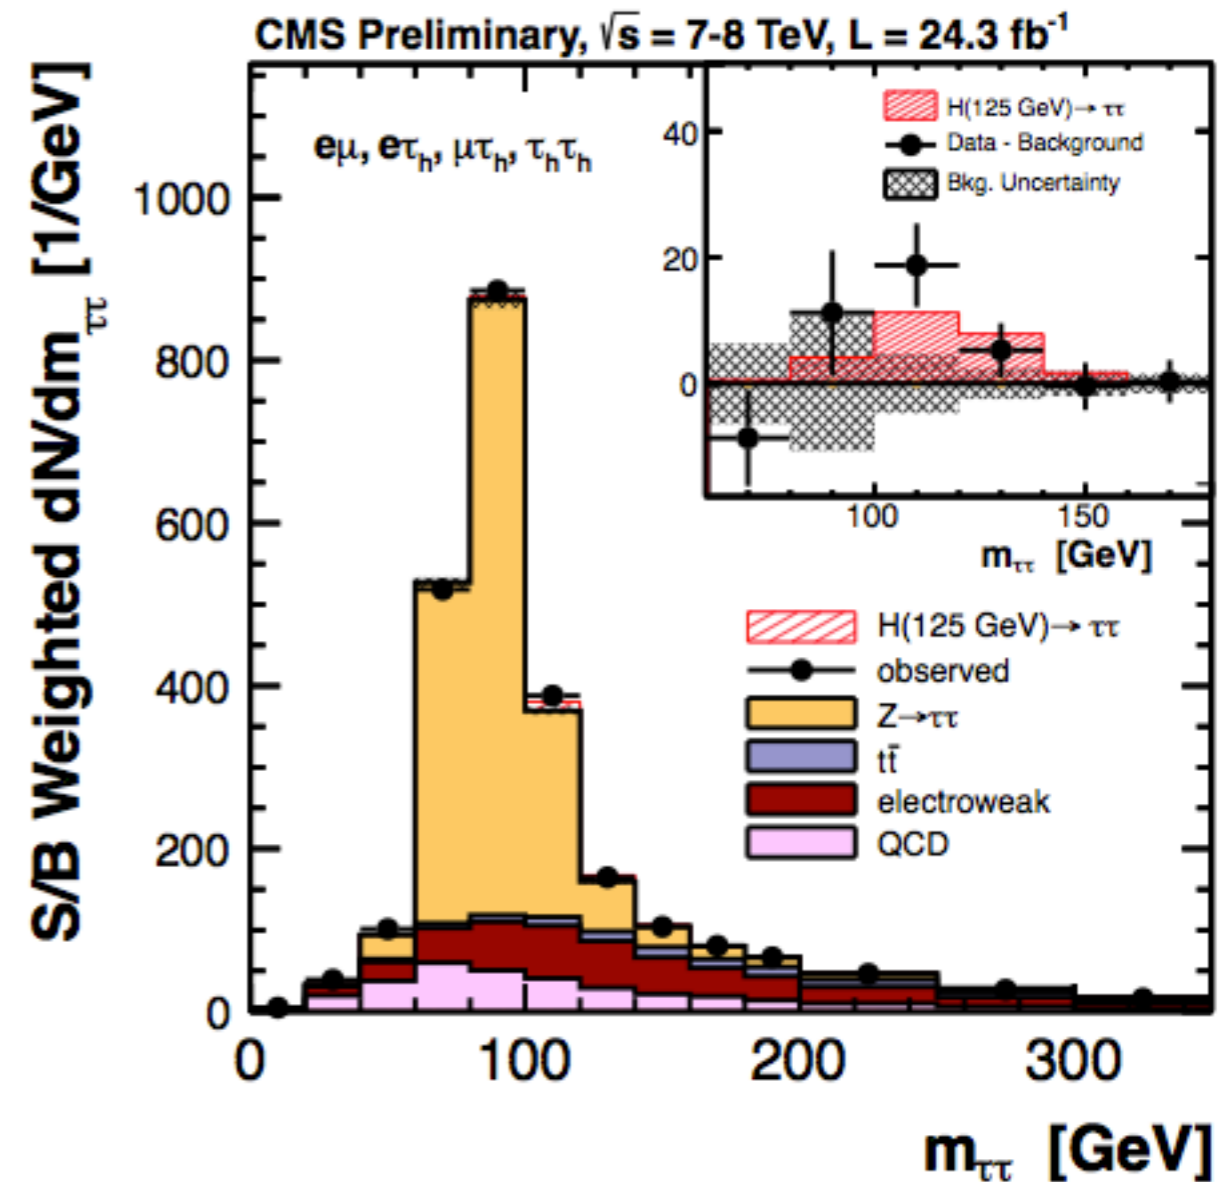 CMS Preliminary, √s = 7-8 TeV, L = 24.3 fb⁻¹
S/B Weighted dN/dmττ [1/GeV]
eμ, eτh, μτh, τhτh
1000
800
600
400
200
0
0
100
200
300
mττ [GeV]
H(125 GeV)→ ττ
Data - Background
Bkg. Uncertainty
40
20
0
100
150
mττ [GeV]
H(125 GeV)→ ττ
observed
Z→ττ
tt̄
electroweak
QCD